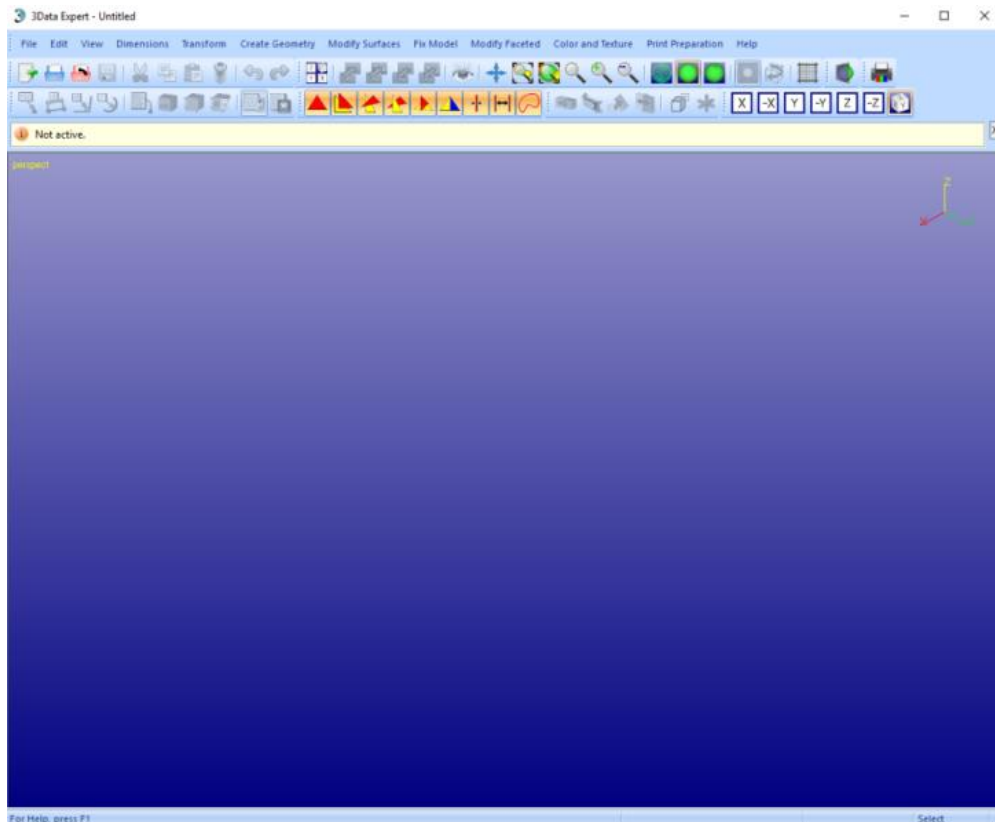 3Data Expert - Untitled
File Edit View Dimensions Transform Create Geometry Modify Surfaces Fix Model Modify Faceted Color and Texture Print Preparation Help
X -X Y -Y Z -Z
Not active.
perspect
Z
For Help, press F1 Select